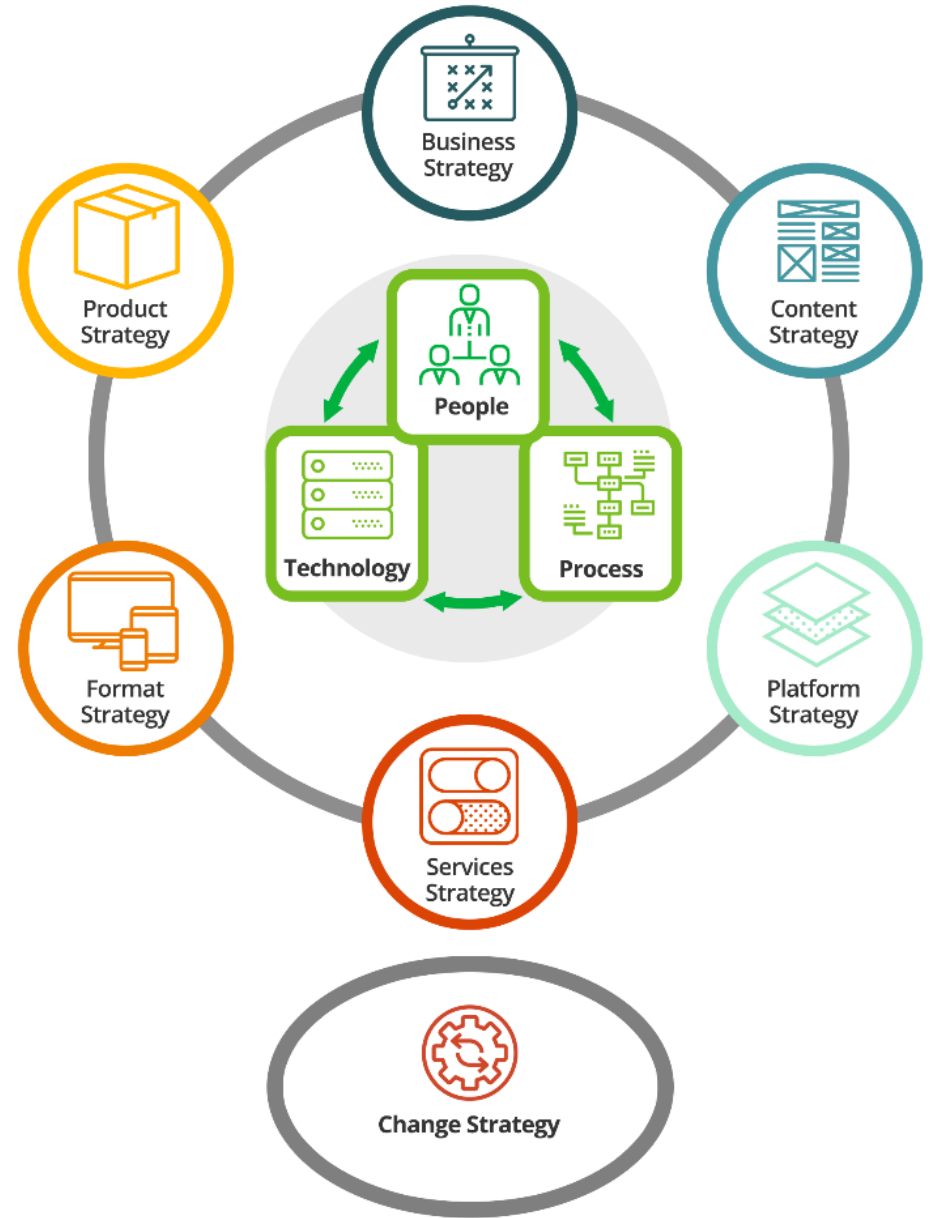 Business
Strategy
Product
Strategy
Content
Strategy
People
Technology
Process
Format
Strategy
Platform
Strategy
Services
Strategy
Change Strategy